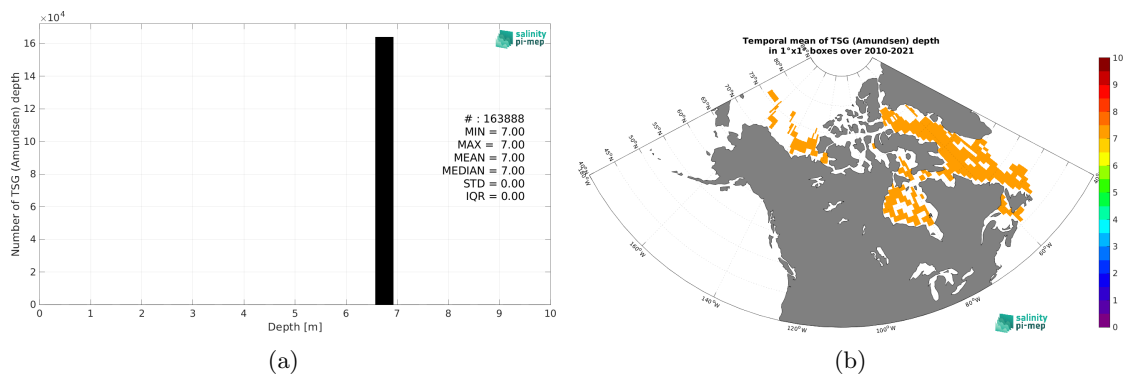 ×10⁴
16
14
12
10
8
6
4
2
0
Number of TSG (Amundsen) depth
0 1 2 3 4 5 6 7 8 9 10
Depth [m]
salinity
pi-mep
# : 163888
MIN = 7.00
MAX = 7.00
MEAN = 7.00
MEDIAN = 7.00
STD = 0.00
IQR = 0.00
(a)
Temporal mean of TSG (Amundsen) depth
in 1°x1° boxes over 2010-2021
80°N
75°N
70°N
65°N
60°N
55°N
50°N
45°N
160°W
140°W
120°W
100°W
80°W
60°W
10
9
8
7
6
5
4
3
2
1
0
salinity
pi-mep
(b)